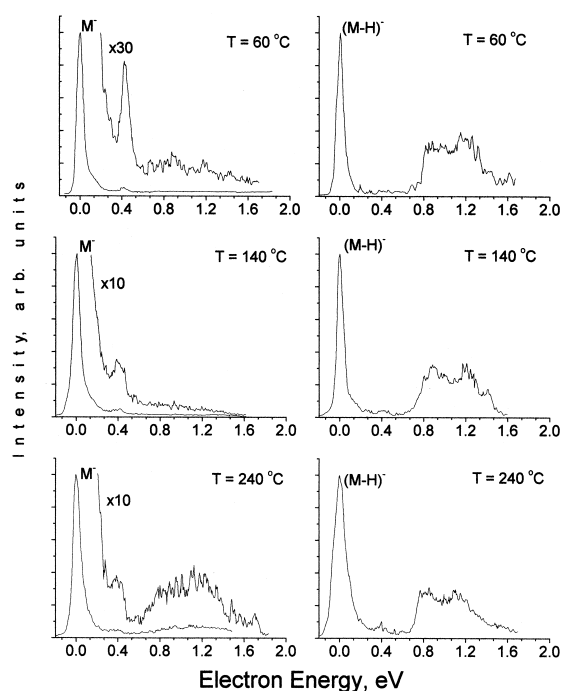 M⁻
x30
T = 60 °C
0.0 0.4 0.8 1.2 1.6 2.0
(M-H)⁻
T = 60 °C
0.0 0.4 0.8 1.2 1.6 2.0
M⁻
x10
T = 140 °C
0.0 0.4 0.8 1.2 1.6 2.0
(M-H)⁻
T = 140 °C
0.0 0.4 0.8 1.2 1.6 2.0
M⁻
x10
T = 240 °C
0.0 0.4 0.8 1.2 1.6 2.0
(M-H)⁻
T = 240 °C
0.0 0.4 0.8 1.2 1.6 2.0
Intensity, arb. units
Electron Energy, eV